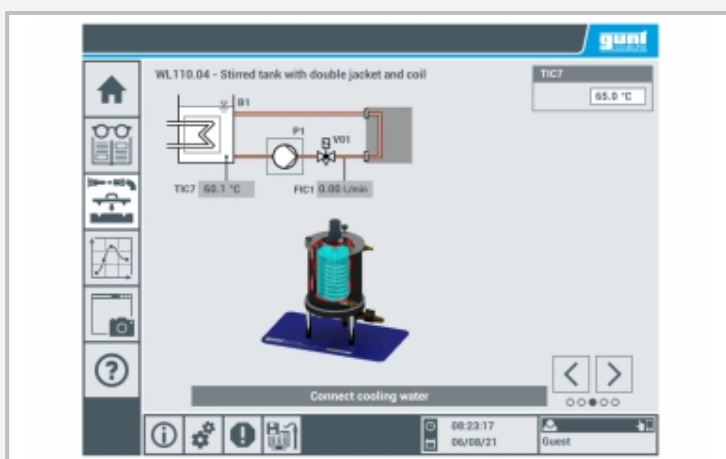 gunt
WL110.04 - Stirred tank with double jacket and coil
TIC7
65.0 °C
B1
P1
V01
TIC7 60.1 °C
FIC1 0.00 L/min
Connect cooling water
08:23:17
06/08/21
Guest